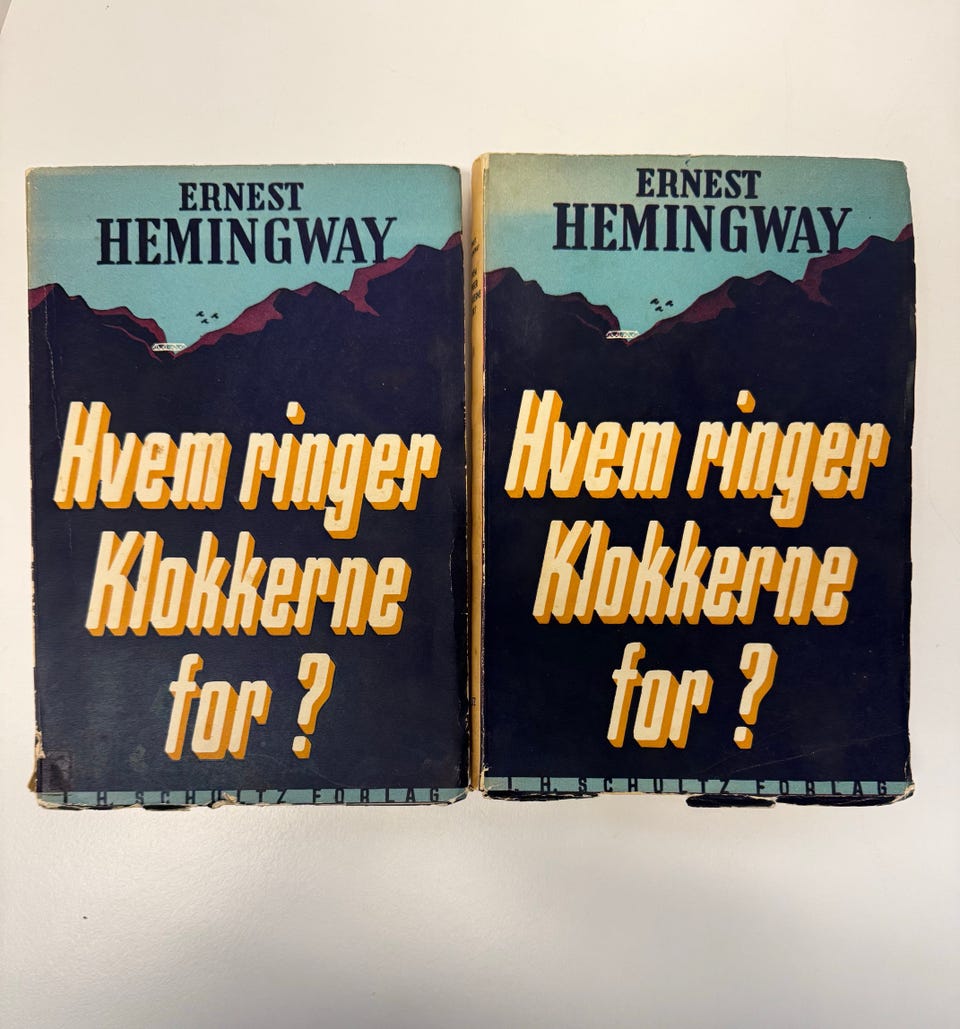 ERNEST
HEMINGWAY
Hvem ringer
Klokkerne
for ?
J. H. SCHULTZ FORLAG
ERNEST
HEMINGWAY
Hvem ringer
Klokkerne
for ?
J. H. SCHULTZ FORLAG